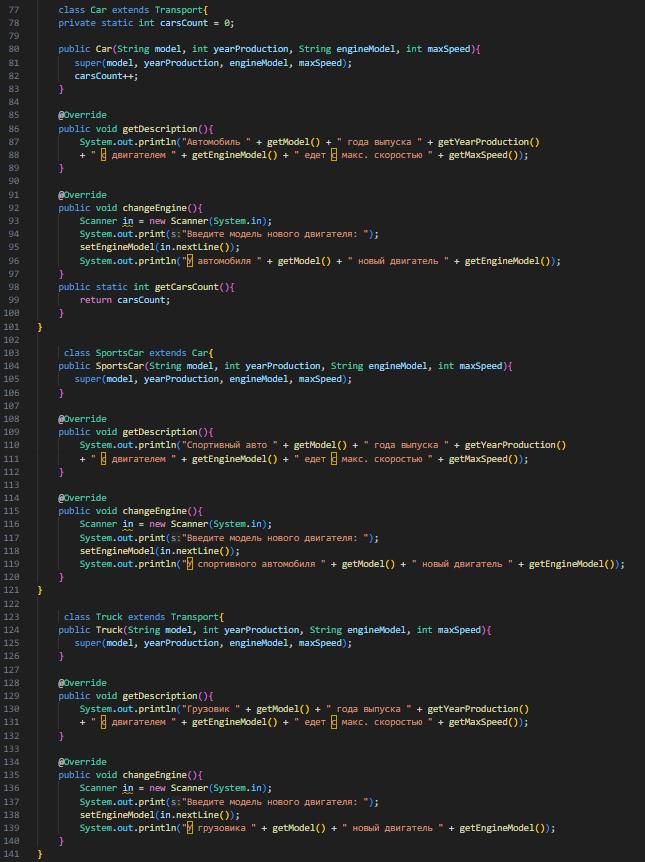 77 class Car extends Transport{
78 private static int carsCount = 0;
79
80 public Car(String model, int yearProduction, String engineModel, int maxSpeed){
81 super(model, yearProduction, engineModel, maxSpeed);
82 carsCount++;
83 }
84
85 @Override
86 public void getDescription(){
87 System.out.println("Автомобиль " + getModel() + " года выпуска " + getYearProduction()
88 + " с двигателем " + getEngineModel() + " едет с макс. скоростью " + getMaxSpeed());
89 }
90
91 @Override
92 public void changeEngine(){
93 Scanner in = new Scanner(System.in);
94 System.out.print(s:"Введите модель нового двигателя: ");
95 setEngineModel(in.nextLine());
96 System.out.println("У автомобиля " + getModel() + " новый двигатель " + getEngineModel());
97 }
98 public static int getCarsCount(){
99 return carsCount;
100 }
101 }
102
103 class SportsCar extends Car{
104 public SportsCar(String model, int yearProduction, String engineModel, int maxSpeed){
105 super(model, yearProduction, engineModel, maxSpeed);
106 }
107
108 @Override
109 public void getDescription(){
110 System.out.println("Спортивный авто " + getModel() + " года выпуска " + getYearProduction()
111 + " с двигателем " + getEngineModel() + " едет с макс. скоростью " + getMaxSpeed());
112 }
113
114 @Override
115 public void changeEngine(){
116 Scanner in = new Scanner(System.in);
117 System.out.print(s:"Введите модель нового двигателя: ");
118 setEngineModel(in.nextLine());
119 System.out.println("У спортивного автомобиля " + getModel() + " новый двигатель " + getEngineModel());
120 }
121 }
122
123 class Truck extends Transport{
124 public Truck(String model, int yearProduction, String engineModel, int maxSpeed){
125 super(model, yearProduction, engineModel, maxSpeed);
126 }
127
128 @Override
129 public void getDescription(){
130 System.out.println("Грузовик " + getModel() + " года выпуска " + getYearProduction()
131 + " с двигателем " + getEngineModel() + " едет с макс. скоростью " + getMaxSpeed());
132 }
133
134 @Override
135 public void changeEngine(){
136 Scanner in = new Scanner(System.in);
137 System.out.print(s:"Введите модель нового двигателя: ");
138 setEngineModel(in.nextLine());
139 System.out.println("У грузовика " + getModel() + " новый двигатель " + getEngineModel());
140 }
141 }